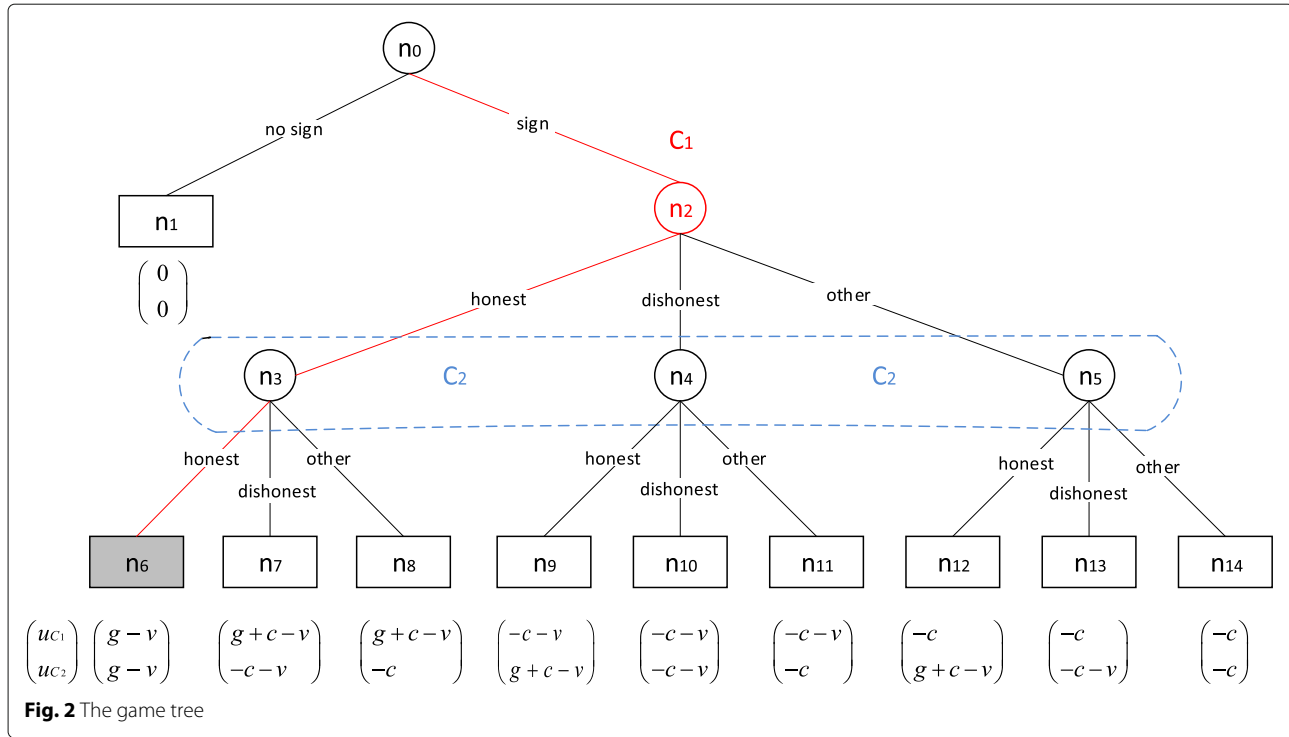 n0
no sign
sign
C1
n1
n2
(0
0)
honest
dishonest
other
n3
C2
n4
C2
n5
honest
dishonest
other
honest
dishonest
other
honest
dishonest
other
n6
n7
n8
n9
n10
n11
n12
n13
n14
(uC1 uC2)
(g − v g − v)
(g + c − v −c − v)
(g + c − v −c)
(−c − v g + c − v)
(−c − v −c − v)
(−c − v −c)
(−c g + c − v)
(−c −c − v)
(−c −c)
Fig. 2 The game tree